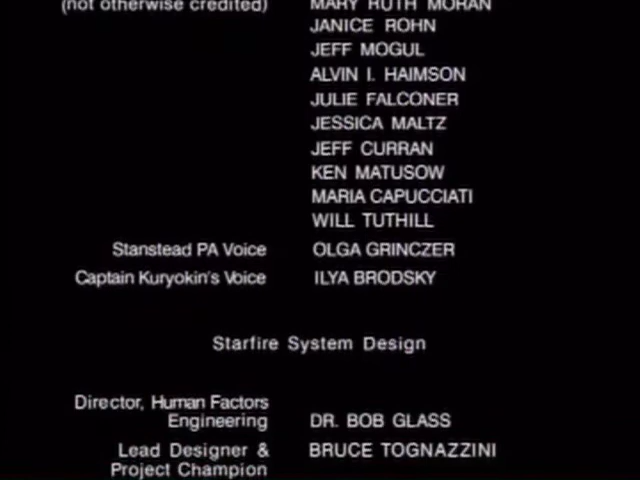 (not otherwise credited) MARY RUTH MORAN
JANICE ROHN
JEFF MOGUL
ALVIN I. HAIMSON
JULIE FALCONER
JESSICA MALTZ
JEFF CURRAN
KEN MATUSOW
MARIA CAPUCCIATI
WILL TUTHILL
Stanstead PA Voice OLGA GRINCZER
Captain Kuryokin's Voice ILYA BRODSKY
Starfire System Design
Director, Human Factors
Engineering DR. BOB GLASS
Lead Designer & BRUCE TOGNAZZINI
Project Champion